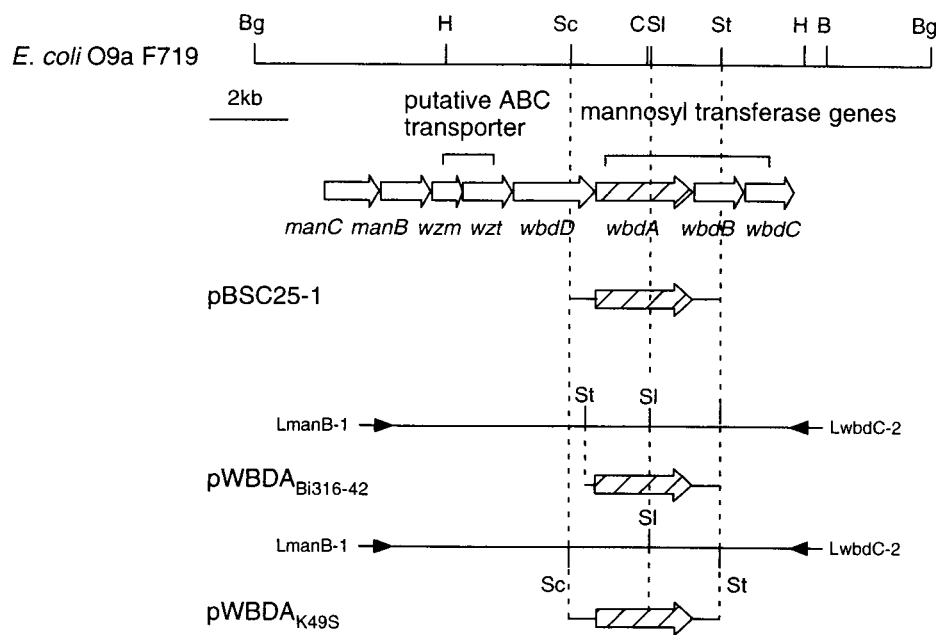 Bg H Sc C Sl St H B Bg
E. coli O9a F719
2kb
putative ABC
transporter
mannosyl transferase genes
manC manB wzm wzt wbdD wbdA wbdB wbdC
pBSC25-1
St Sl
LmanB-1 LwbdC-2
pWBDABi316-42
Sl
LmanB-1 LwbdC-2
Sc St
pWBDAK49S